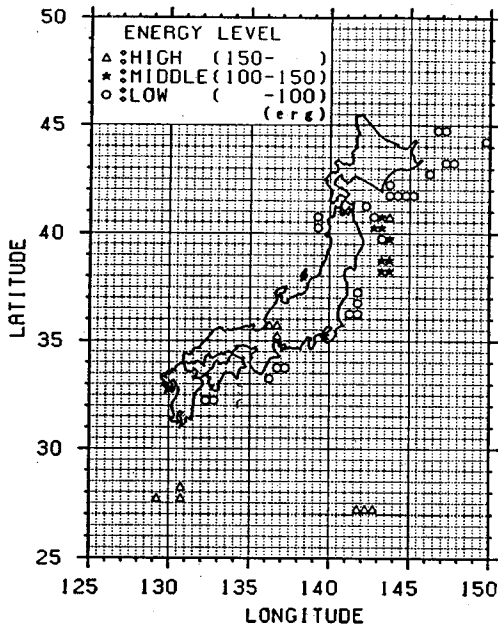 50
ENERGY LEVEL
△:HIGH (150- )
★:MIDDLE(100-150)
○:LOW ( -100)
(erg)
45
40
LATITUDE
35
30
25
125 130 135 140 145 150
LONGITUDE